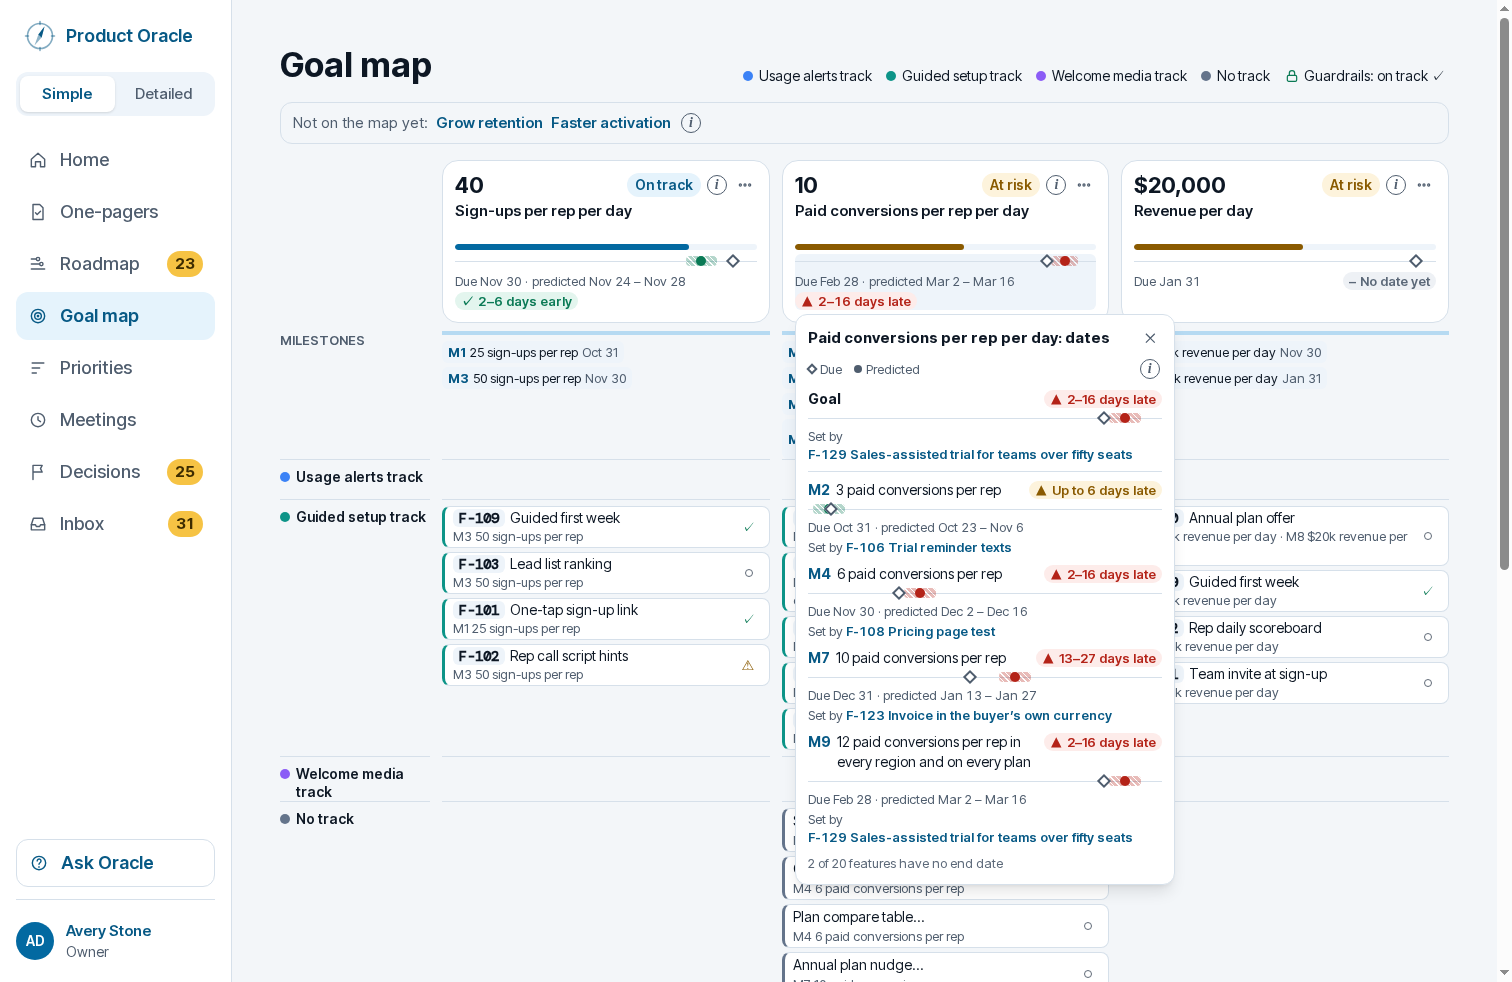 Product Oracle
Simple
Detailed
Home
One-pagers
Roadmap
23
Goal map
Priorities
Meetings
Decisions
25
Inbox
31
Ask Oracle
AD
Avery Stone
Owner
Goal map
Usage alerts track
Guided setup track
Welcome media track
No track
Guardrails: on track ✓
Not on the map yet: Grow retention Faster activation i
40
On track i •••
Sign-ups per rep per day
Due Nov 30 · predicted Nov 24 – Nov 28
✓ 2–6 days early
10
At risk i •••
Paid conversions per rep per day
Due Feb 28 · predicted Mar 2 – Mar 16
▲ 2–16 days late
$20,000
At risk i •••
Revenue per day
Due Jan 31
– No date yet
MILESTONES
M1 25 sign-ups per rep Oct 31
M3 50 sign-ups per rep Nov 30
k revenue per day Nov 30
k revenue per day Jan 31
Usage alerts track
Guided setup track
F-109 Guided first week
M3 50 sign-ups per rep
✓
F-103 Lead list ranking
M3 50 sign-ups per rep
F-101 One-tap sign-up link
M1 25 sign-ups per rep
✓
F-102 Rep call script hints
M3 50 sign-ups per rep
⚠
Annual plan offer
k revenue per day · M8 $20k revenue per
Guided first week
k revenue per day
✓
Rep daily scoreboard
k revenue per day
Team invite at sign-up
k revenue per day
Welcome media
track
No track
M4 6 paid conversions per rep
Plan compare table…
M4 6 paid conversions per rep
Annual plan nudge…
Paid conversions per rep per day: dates
Due
Predicted
i
Goal
▲ 2–16 days late
Set by
F-129 Sales-assisted trial for teams over fifty seats
M2 3 paid conversions per rep
▲ Up to 6 days late
Due Oct 31 · predicted Oct 23 – Nov 6
Set by F-106 Trial reminder texts
M4 6 paid conversions per rep
▲ 2–16 days late
Due Nov 30 · predicted Dec 2 – Dec 16
Set by F-108 Pricing page test
M7 10 paid conversions per rep
▲ 13–27 days late
Due Dec 31 · predicted Jan 13 – Jan 27
Set by F-123 Invoice in the buyer’s own currency
M9 12 paid conversions per rep in
every region and on every plan
▲ 2–16 days late
Due Feb 28 · predicted Mar 2 – Mar 16
Set by
F-129 Sales-assisted trial for teams over fifty seats
2 of 20 features have no end date